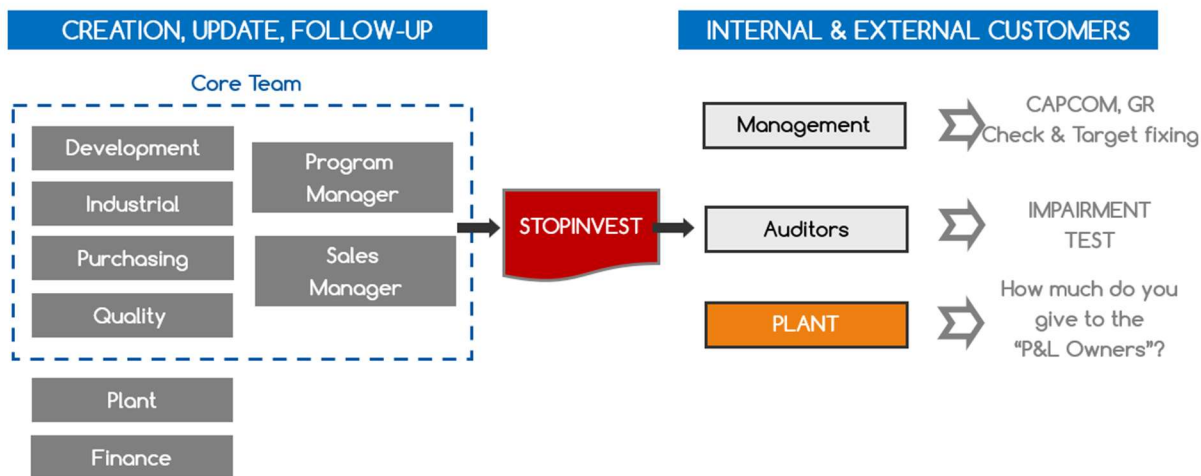 CREATION, UPDATE, FOLLOW-UP
Core Team
Development
Industrial
Purchasing
Quality
Program
Manager
Sales
Manager
Plant
Finance
STOPINVEST
INTERNAL & EXTERNAL CUSTOMERS
Management
CAPCOM, GR
Check & Target fixing
Auditors
IMPAIRMENT
TEST
PLANT
How much do you
give to the
“P&L Owners”?